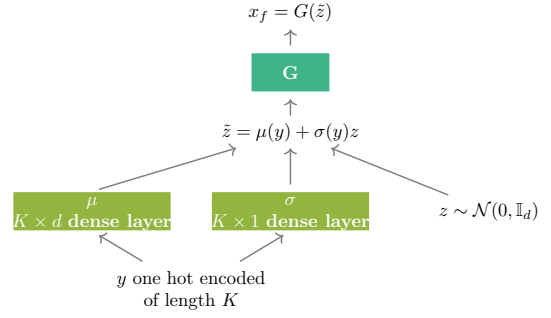 x_f = G(z̃)
G
z̃ = μ(y) + σ(y)z
μ
K × d dense layer
σ
K × 1 dense layer
z ∼ 𝒩(0, 𝕀_d)
y one hot encoded
of length K